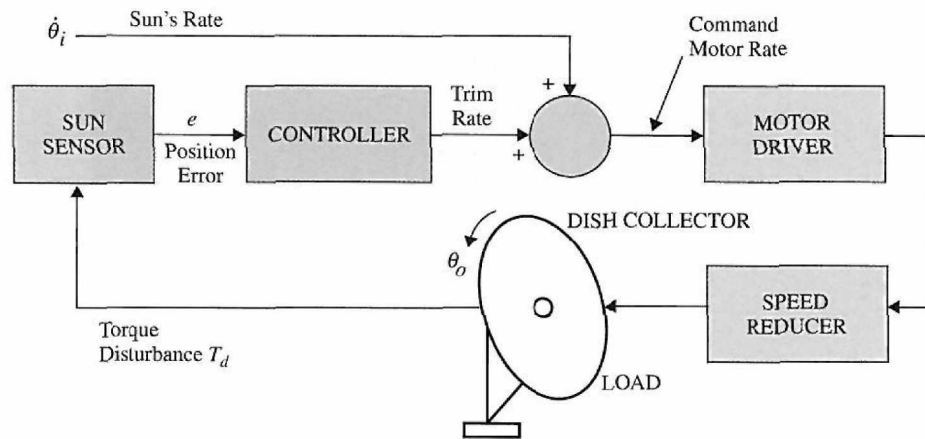 θ̇ᵢ
Sun's Rate
Command
Motor Rate
+
SUN
SENSOR
e
Position
Error
CONTROLLER
Trim
Rate
+
MOTOR
DRIVER
DISH COLLECTOR
θₒ
SPEED
REDUCER
Torque
Disturbance T_d
LOAD